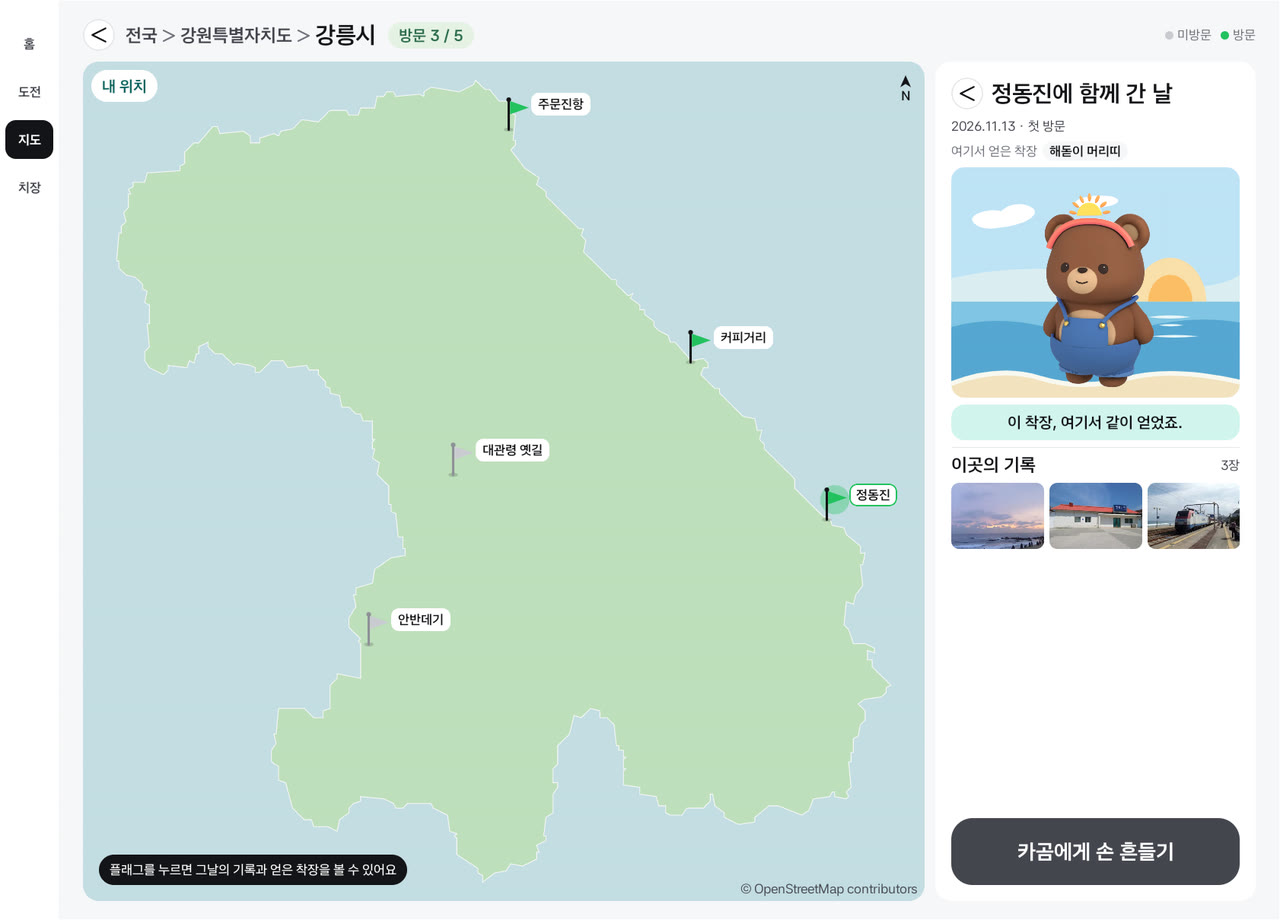 홈
도전
지도
치장
< 전국 > 강원특별자치도 > 강릉시 방문 3 / 5
미방문 방문
내 위치
N
주문진항
커피거리
대관령 옛길
정동진
안반데기
플래그를 누르면 그날의 기록과 얻은 착장을 볼 수 있어요
© OpenStreetMap contributors
< 정동진에 함께 간 날
2026.11.13 · 첫 방문
여기서 얻은 착장 해돋이 머리띠
이 착장, 여기서 같이 얻었죠.
이곳의 기록 3장
카곰에게 손 흔들기